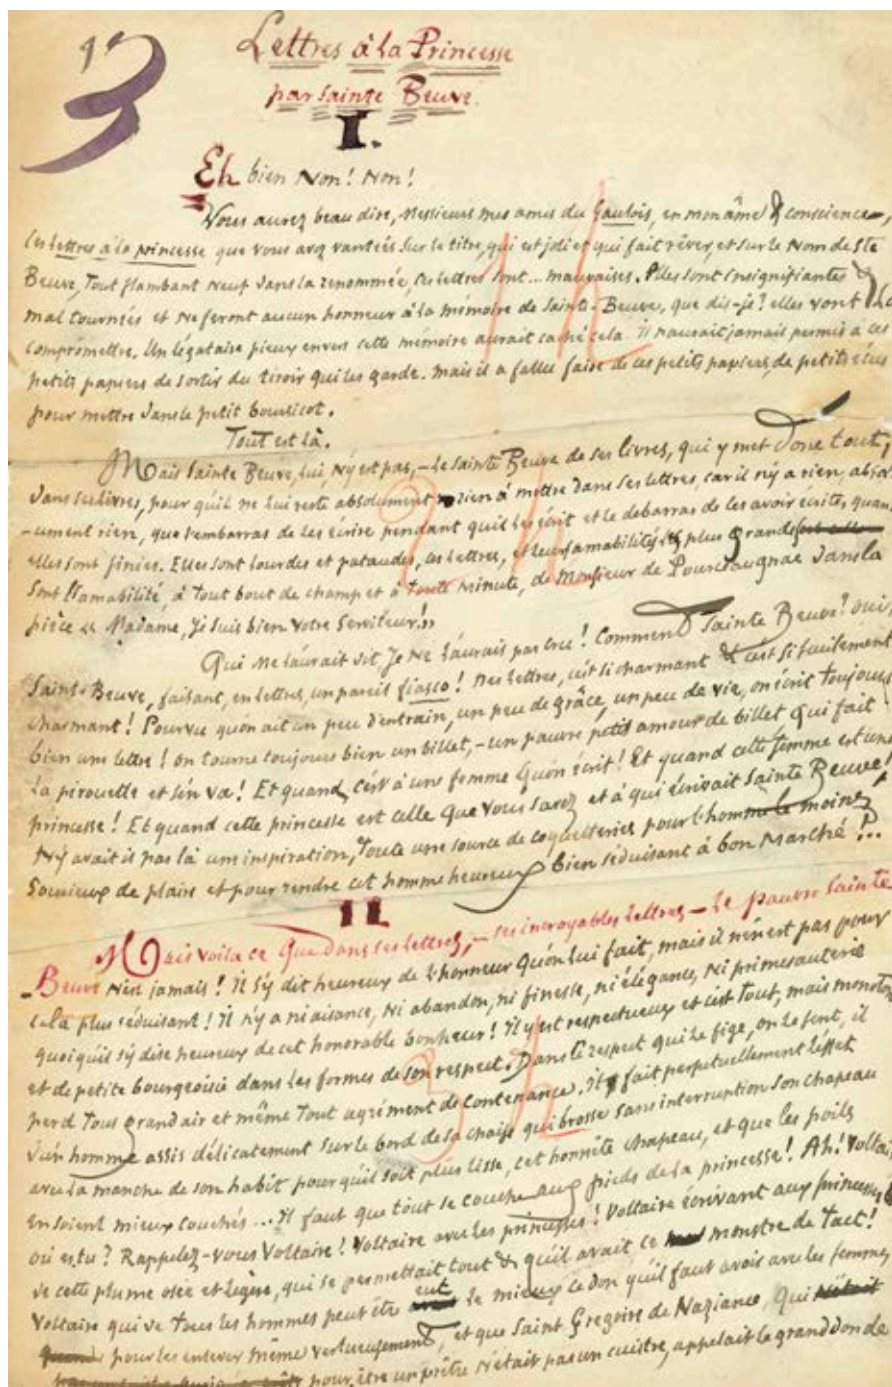 3
Lettres à la Princesse
par Sainte Beuve.
I.
Eh bien Non! Non!
Vous aurez beau dire, Messieurs mes amis du Gaulois, en mon âme & conscience,
ces lettres à la princesse que vous avez vantées sur le titre, qui est joli et qui fait rêver, et sur le nom de Ste
Beuve, Tout flambant neuf dans la renommée, ces lettres sont... mauvaises. Elles sont insignifiantes &
mal tournées et ne feront aucun honneur à la mémoire de Sainte-Beuve, que dis-je? elles vont la
compromettre. Un légataire pieux envers cette mémoire aurait caché cela. Il n'aurait jamais permis à ces
petits papiers de sortir du tiroir qui les garde. Mais il a fallu faire de ces petits papiers, de petits écus
pour mettre dans le petit boursicot.
Tout est là.
Mais Sainte Beuve, lui, n'y est pas, – le Sainte Beuve de ses livres, qui y met donc tout,
dans ses livres, pour qu'il ne lui reste absolument rien à mettre dans ses lettres, car il n'y a rien, absol
-ument rien, que l'embarras de les écrire pendant qu'il les écrit et le débarras de les avoir écrites, quand
elles sont finies. Elles sont lourdes et pataudes, ces lettres, et leurs amabilités les plus grandes
sont l'amabilité, à tout bout de champ et à toute minute, de Monsieur de Pourceaugnac dans la
pièce « Madame, Je suis bien votre Serviteur! »
Qui me l'aurait dit Je ne l'aurais pas cru! Comment Sainte Beuve? oui,
Sainte-Beuve, faisant, en lettres, un pareil fiasco! Des lettres, c'est si charmant & c'est si facilement
charmant! Pourvu qu'on ait un peu d'entrain, un peu de grâce, un peu de vie, on écrit toujours
bien une lettre! on tourne toujours bien un billet, – un pauvre petit amour de billet qui fait
la pirouette et s'en va! Et quand, c'est à une femme qu'on écrit! Et quand cette femme est une
princesse! Et quand cette princesse est celle que vous savez et à qui écrivait Sainte Beuve!
N'y avait il pas là une inspiration, Toute une source de coquetteries pour l'homme le moins
Soucieux de plaire et pour rendre cet homme heureux bien séduisant à bon marché!?..
II
Mais voilà ce que dans ses lettres, – ses incroyables lettres – le pauvre Sainte
-Beuve n'est jamais! Il s'y dit heureux de l'honneur qu'on lui fait, mais il n'en est pas pour
cela plus séduisant! Il n'y a ni aisance, ni abandon, ni finesse, ni élégance, ni primesauterie
quoiqu'il s'y dise heureux de cet honorable bonheur! Il y est respectueux et c'est tout, mais monotone
et de petite bourgeoisie dans les formes de son respect. Dans le respect qui le fige, on le sent, il
perd tout grand air et même tout agrément de contenance. Il fait perpétuellement l'effet
d'un homme assis délicatement sur le bord de sa chaise qui brosse sans interruption son chapeau
avec la manche de son habit pour qu'il soit plus lisse, cet honnête chapeau, et que les poils
en soient mieux couchés... Il faut que tout se couche aux pieds de la princesse! Ah! Voltaire
où es tu? Rappelez-vous Voltaire! Voltaire avec les princesses! Voltaire écrivant aux princesses
de cette plume osée et légère, qui se permettait tout & qu'il avait ce monstre de Tact!
Voltaire qui de tous les hommes peut être eut le mieux ce don qu'il faut avoir avec les femmes
pour les enlever même vertueusement, et que Saint Grégoire de Naziance, qui
pour être un prêtre n'était pas un cuistre, appelait le grand don de